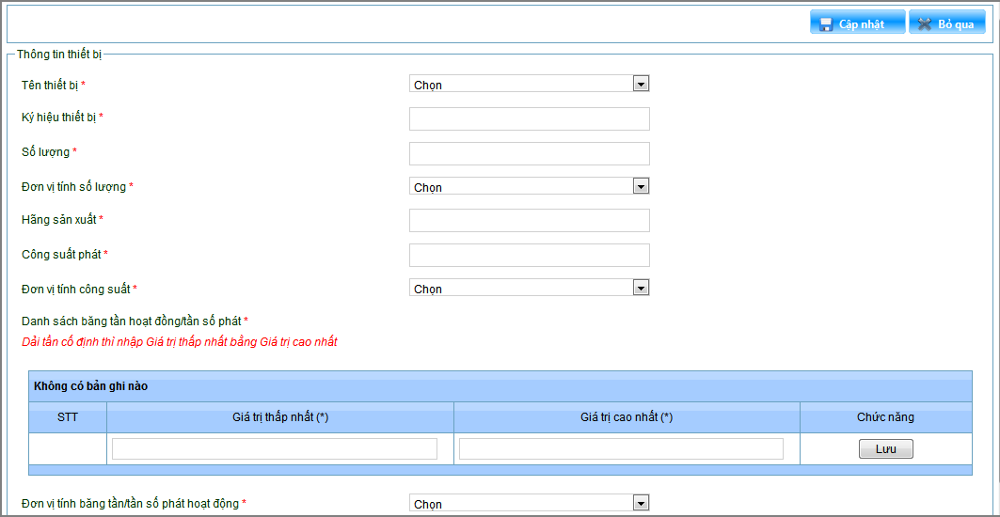 Cập nhật Bỏ qua
Thông tin thiết bị
Tên thiết bị * Chọn
Ký hiệu thiết bị *
Số lượng *
Đơn vị tính số lượng * Chọn
Hãng sản xuất *
Công suất phát *
Đơn vị tính công suất * Chọn
Danh sách băng tần hoạt đồng/tần số phát *
Dải tần cố định thì nhập Giá trị thấp nhất bằng Giá trị cao nhất
Không có bản ghi nào
STT Giá trị thấp nhất (*) Giá trị cao nhất (*) Chức năng
Lưu
Đơn vị tính băng tần/tần số phát hoạt động * Chọn